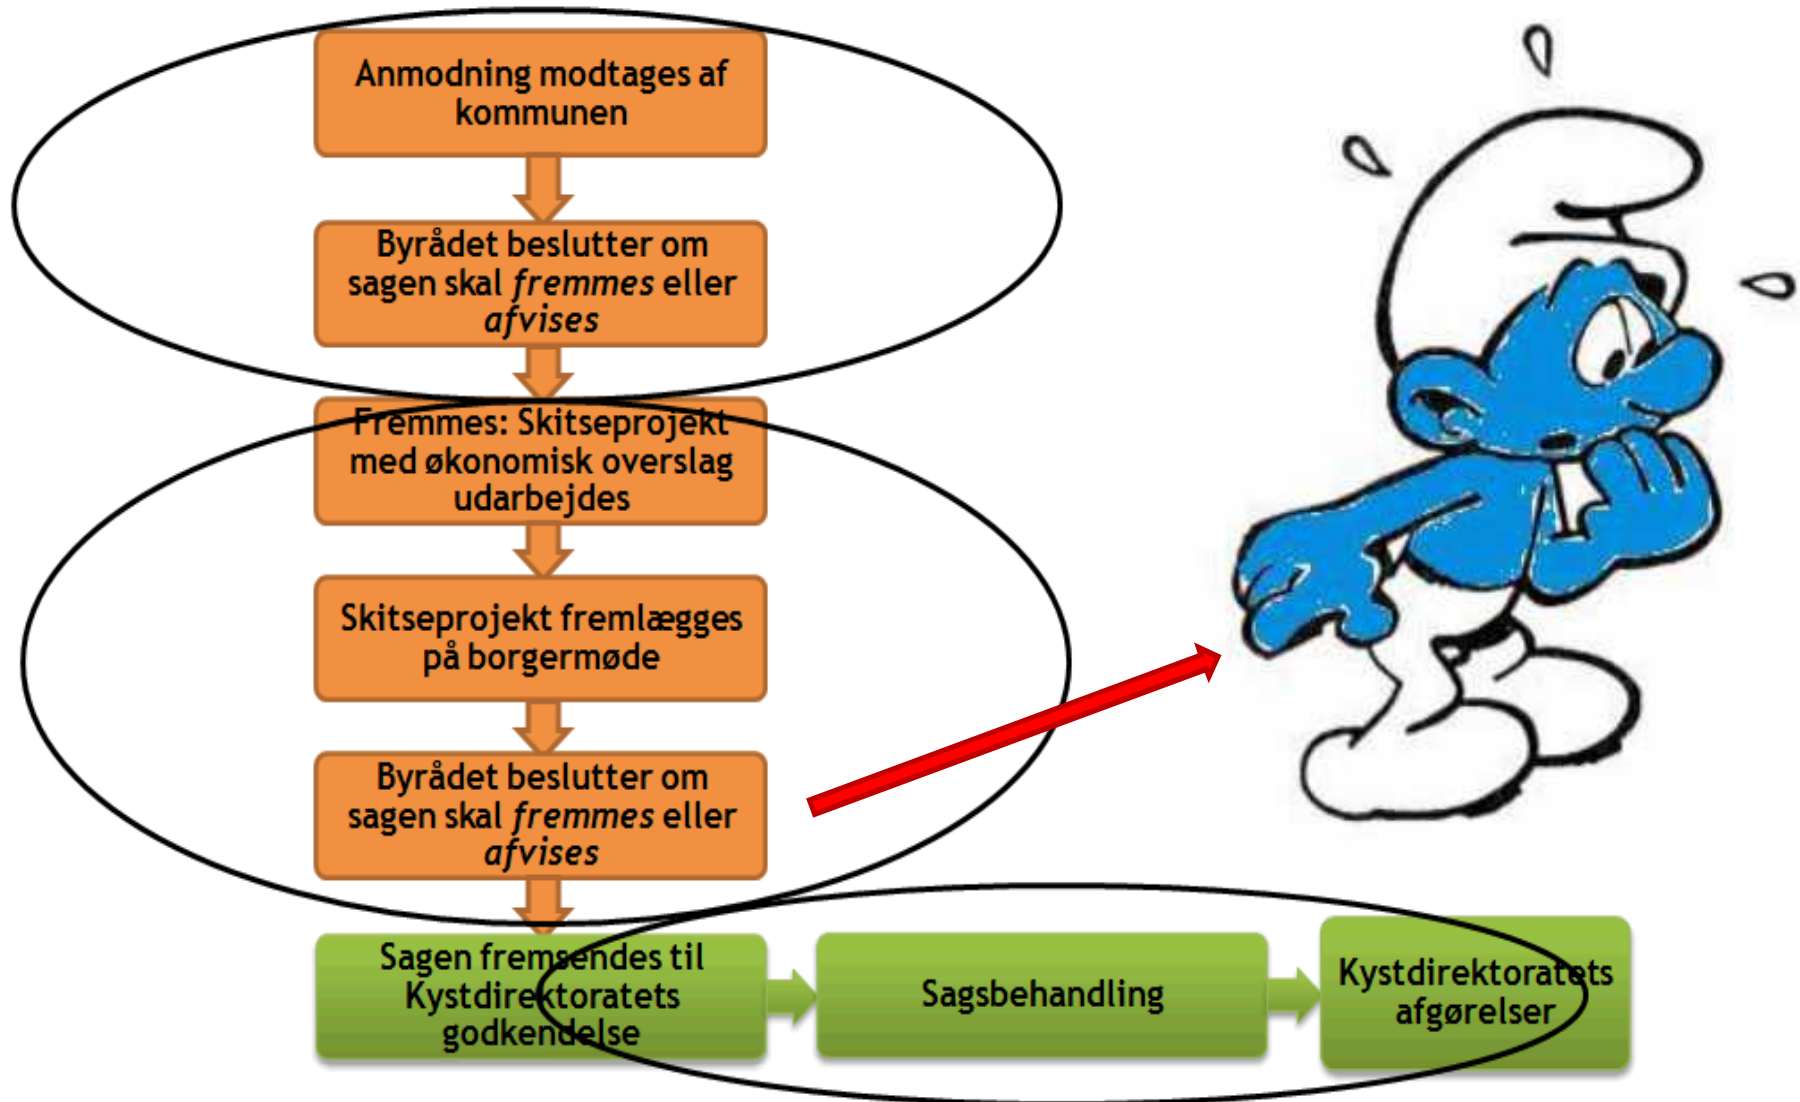 Anmodning modtages af
kommunen
Byrådet beslutter om
sagen skal fremmes eller
afvises
Fremmes: Skitseprojekt
med økonomisk overslag
udarbejdes
Skitseprojekt fremlægges
på borgermøde
Byrådet beslutter om
sagen skal fremmes eller
afvises
Sagen fremsendes til
Kystdirektoratets
godkendelse
Sagsbehandling
Kystdirektoratets
afgørelser